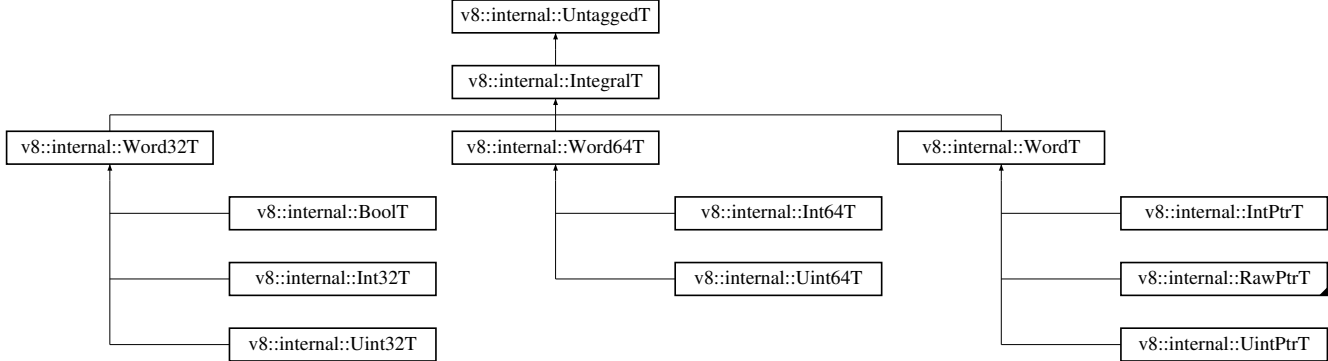 v8::internal::UntaggedT
v8::internal::IntegralT
v8::internal::Word32T
v8::internal::Word64T
v8::internal::WordT
v8::internal::BoolT
v8::internal::Int64T
v8::internal::IntPtrT
v8::internal::Int32T
v8::internal::Uint64T
v8::internal::RawPtrT
v8::internal::Uint32T
v8::internal::UintPtrT